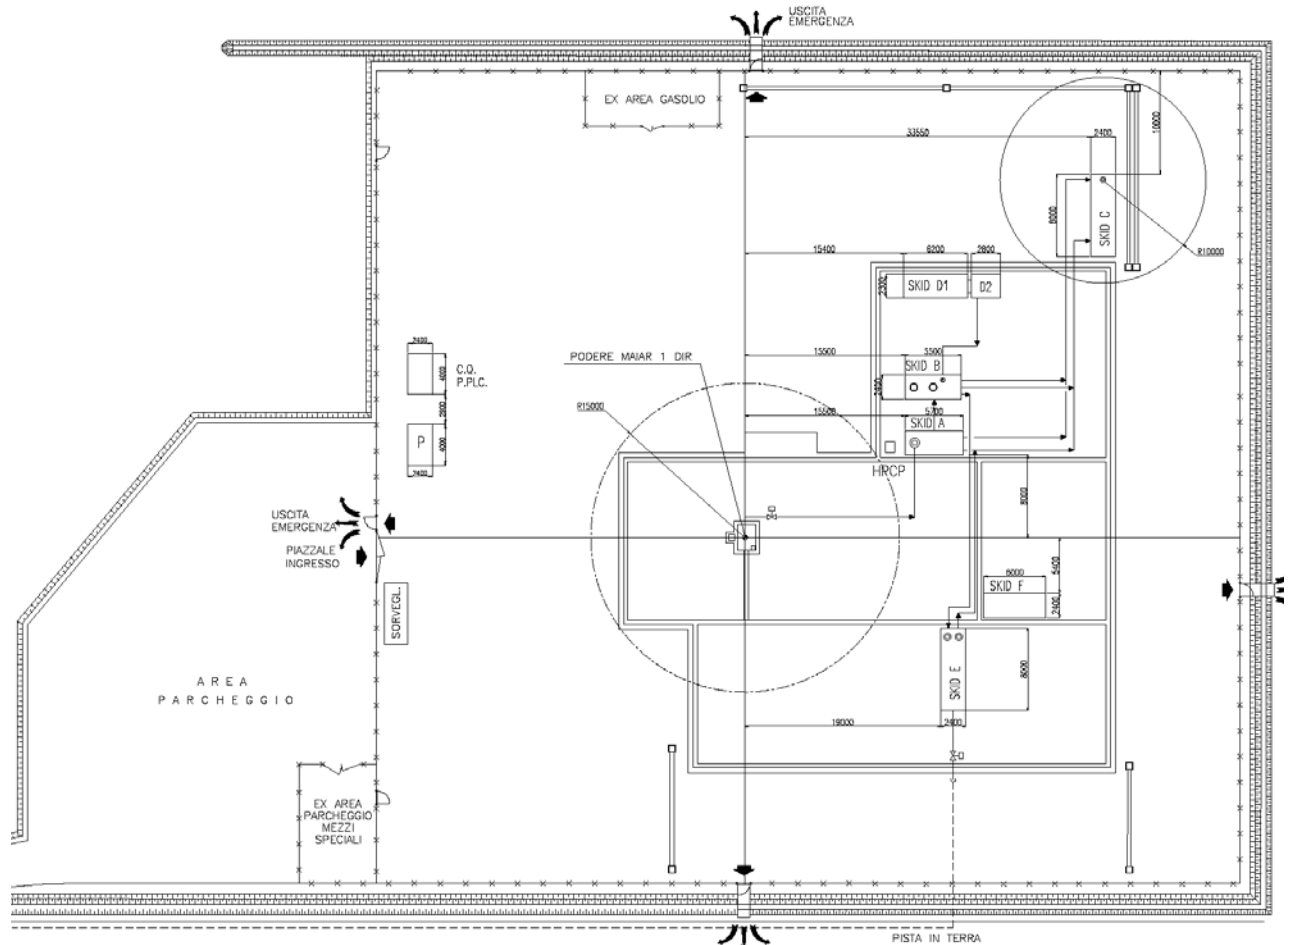 USCITA
EMERGENZA
EX AREA GASOLIO
33550
2400
10000
8000
SKID C
R10000
15400
6200
2800
2300
SKID D1
D2
2400
4000
C.Q.
P.PLC.
PODERE MAIAR 1 DIR
15500
5500
SKID B
2400
R15000
15500
5700
SKID A
P
4000
2400
HRCP
8000
USCITA
EMERGENZA
PIAZZALE
INGRESSO
5400
6000
SKID F
2400
SORVEGL.
SKID E
8000
AREA
PARCHEGGIO
19000
2400
EX AREA
PARCHEGGIO
MEZZI
SPECIALI
PISTA IN TERRA